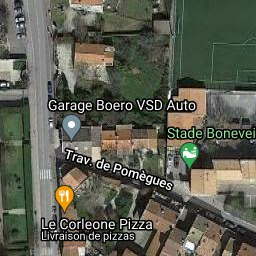 Garage Boero VSD Auto
Stade Bonevei
Trav. de Pomègues
Le Corleone Pizza
Livraison de pizzas